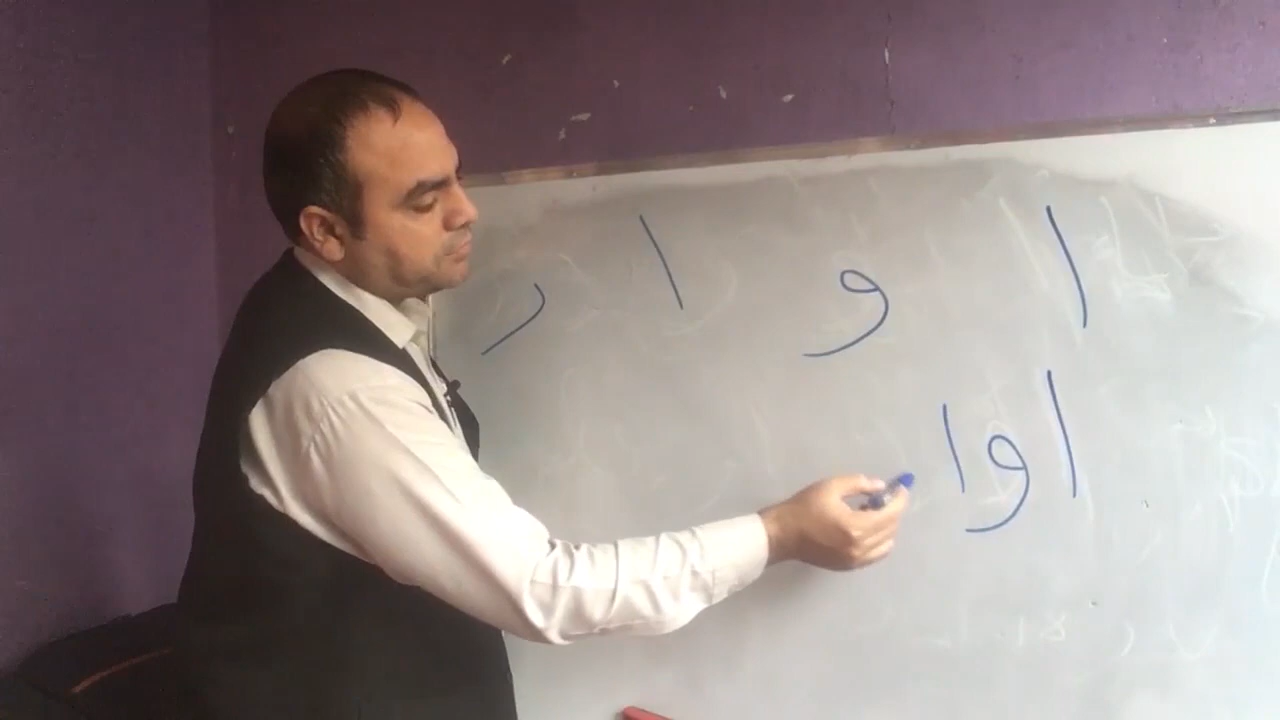 ا و ا ر
اوا